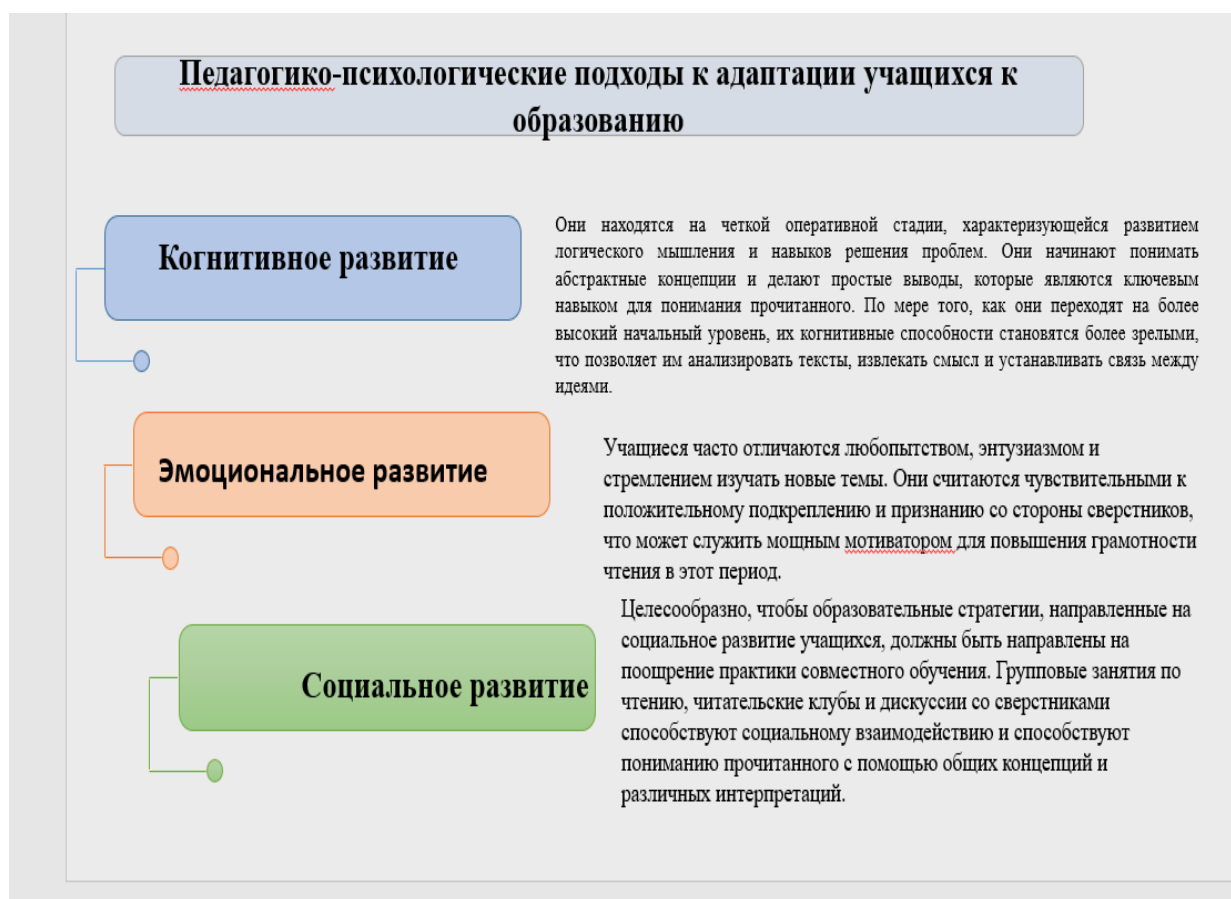 Педагогико-психологические подходы к адаптации учащихся к
образованию
Когнитивное развитие
Они находятся на четкой оперативной стадии, характеризующейся развитием
логического мышления и навыков решения проблем. Они начинают понимать
абстрактные концепции и делают простые выводы, которые являются ключевым
навыком для понимания прочитанного. По мере того, как они переходят на более
высокий начальный уровень, их когнитивные способности становятся более зрелыми,
что позволяет им анализировать тексты, извлекать смысл и устанавливать связь между
идеями.
Эмоциональное развитие
Учащиеся часто отличаются любопытством, энтузиазмом и
стремлением изучать новые темы. Они считаются чувствительными к
положительному подкреплению и признанию со стороны сверстников,
что может служить мощным мотиватором для повышения грамотности
чтения в этот период.
Социальное развитие
Целесообразно, чтобы образовательные стратегии, направленные на
социальное развитие учащихся, должны быть направлены на
поощрение практики совместного обучения. Групповые занятия по
чтению, читательские клубы и дискуссии со сверстниками
способствуют социальному взаимодействию и способствуют
пониманию прочитанного с помощью общих концепций и
различных интерпретаций.